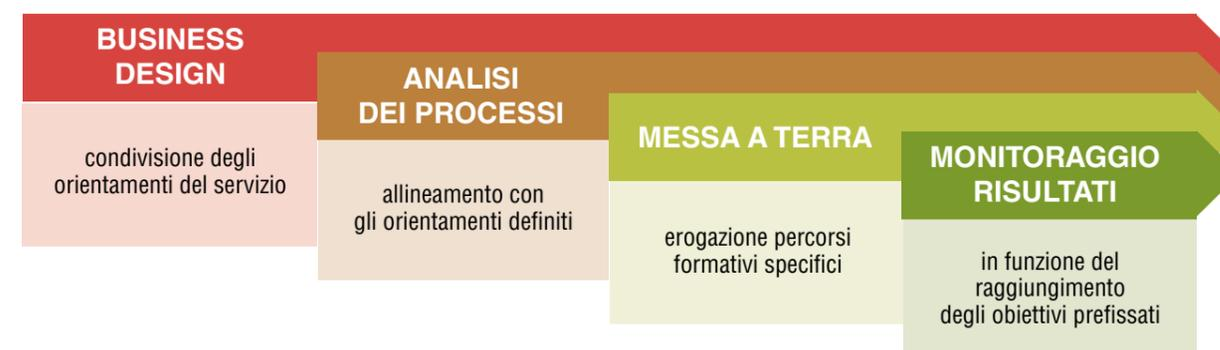 BUSINESS
DESIGN
condivisione degli
orientamenti del servizio
ANALISI
DEI PROCESSI
allineamento con
gli orientamenti definiti
MESSA A TERRA
erogazione percorsi
formativi specifici
MONITORAGGIO
RISULTATI
in funzione del
raggiungimento
degli obiettivi prefissati